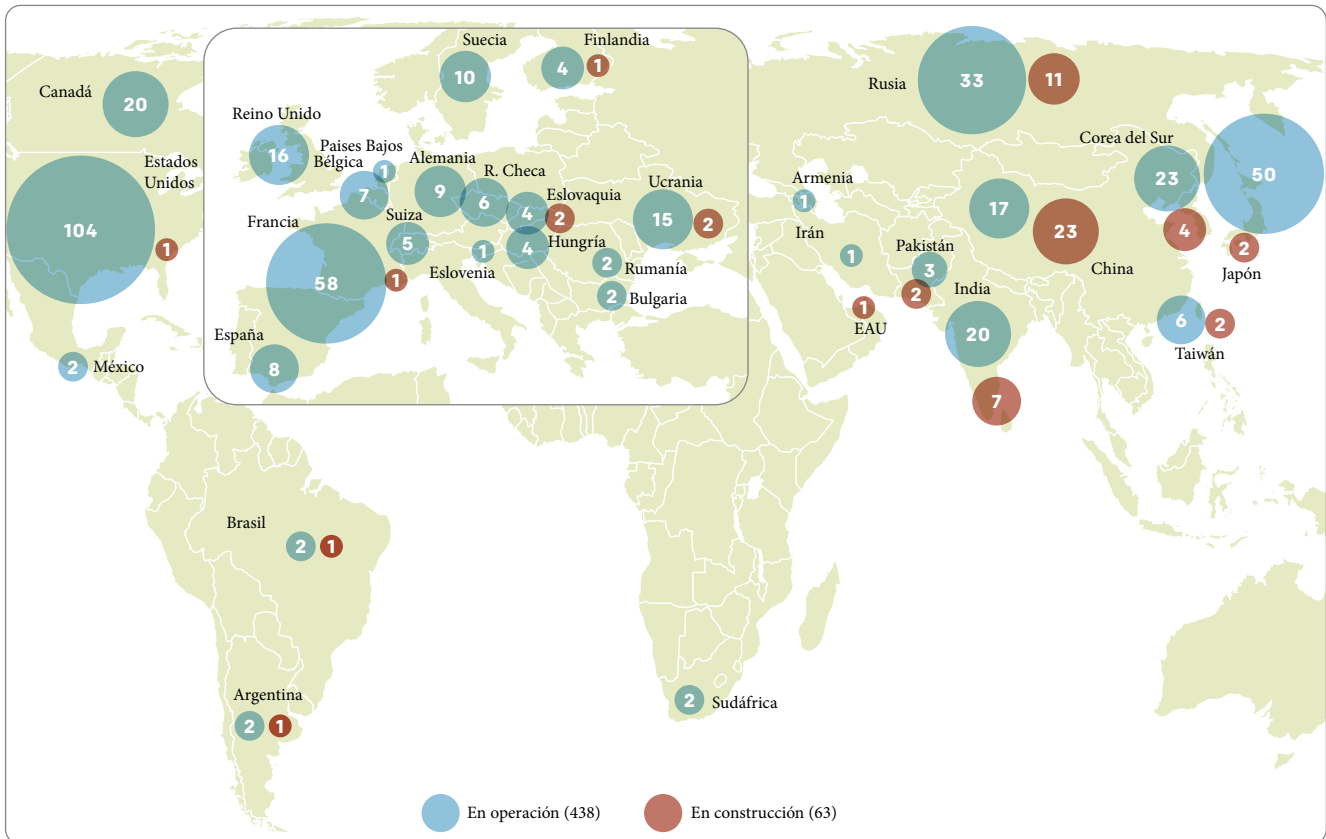 Suecia
10
Finlandia
4
1
Canadá
20
Reino Unido
16
Paises Bajos
1
Bélgica
7
Alemania
9
R. Checa
6
Eslovaquia
4
2
Ucrania
15
2
Estados
Unidos
104
1
Francia
58
1
Suiza
5
Eslovenia
1
Hungría
4
Rumanía
2
Bulgaria
2
España
8
México
2
Rusia
33
11
Corea del Sur
23
4
50
2
Japón
Armenia
1
Irán
1
Pakistán
3
2
17
23
China
India
20
7
1
EAU
6
2
Taiwán
Brasil
2
1
Argentina
2
1
2
Sudáfrica
En operación (438)
En construcción (63)